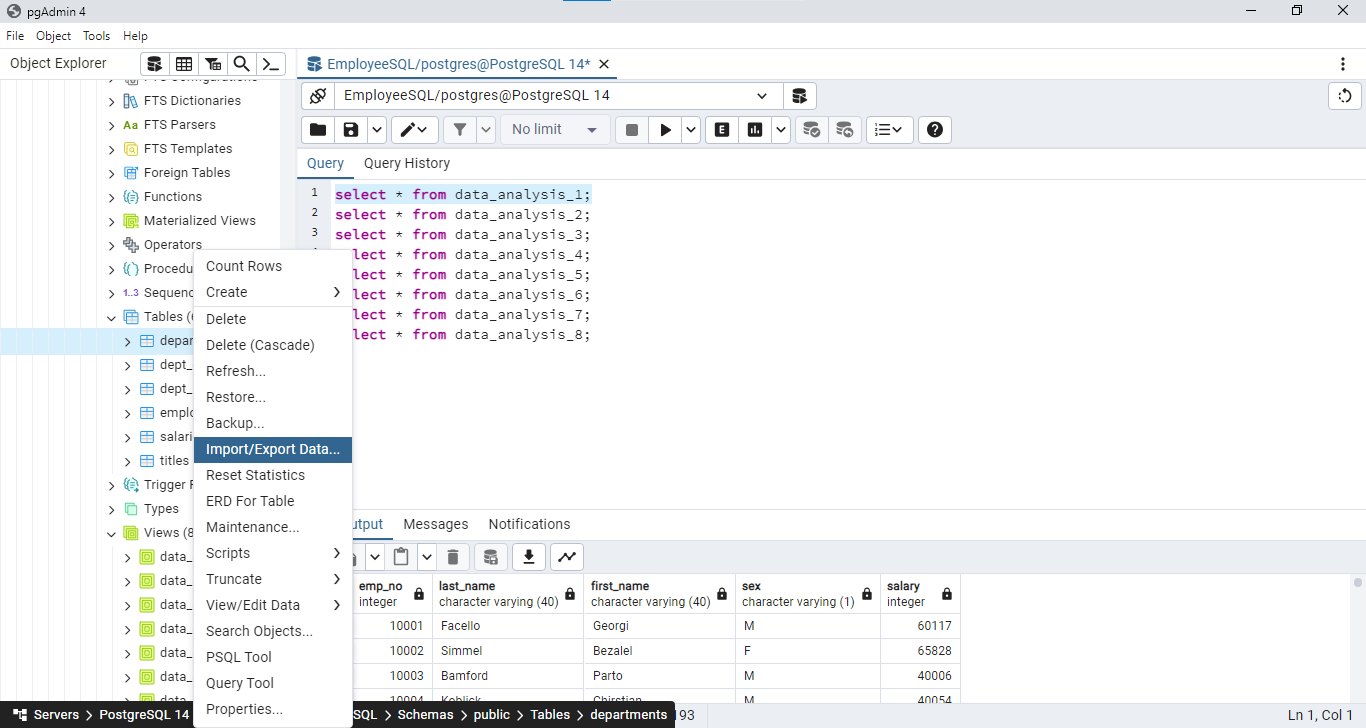 pgAdmin 4
File Object Tools Help
Object Explorer
EmployeeSQL/postgres@PostgreSQL 14*
EmployeeSQL/postgres@PostgreSQL 14
No limit
E
Query Query History
FTS Dictionaries
Aa FTS Parsers
FTS Templates
Foreign Tables
Functions
Materialized Views
Operators
Procedu
1..3 Sequenc
Tables (
depar
dept_
dept_
emplo
salari
titles
Trigger F
Types
Views (8
data_
data_
data_
data_
data_
data_
data_
Count Rows
Create
Delete
Delete (Cascade)
Refresh...
Restore...
Backup...
Import/Export Data...
Reset Statistics
ERD For Table
Maintenance...
Scripts
Truncate
View/Edit Data
Search Objects...
PSQL Tool
Query Tool
Properties...
1 select * from data_analysis_1;
2 select * from data_analysis_2;
3 select * from data_analysis_3;
lect * from data_analysis_4;
lect * from data_analysis_5;
lect * from data_analysis_6;
lect * from data_analysis_7;
lect * from data_analysis_8;
utput Messages Notifications
emp_no last_name first_name sex salary
integer character varying (40) character varying (40) character varying (1) integer
10001 Facello Georgi M 60117
10002 Simmel Bezalel F 65828
10003 Bamford Parto M 40006
10004 Koblick Chirstian M 40054
Servers > PostgreSQL 14 SQL > Schemas > public > Tables > departments 93 Ln 1, Col 1